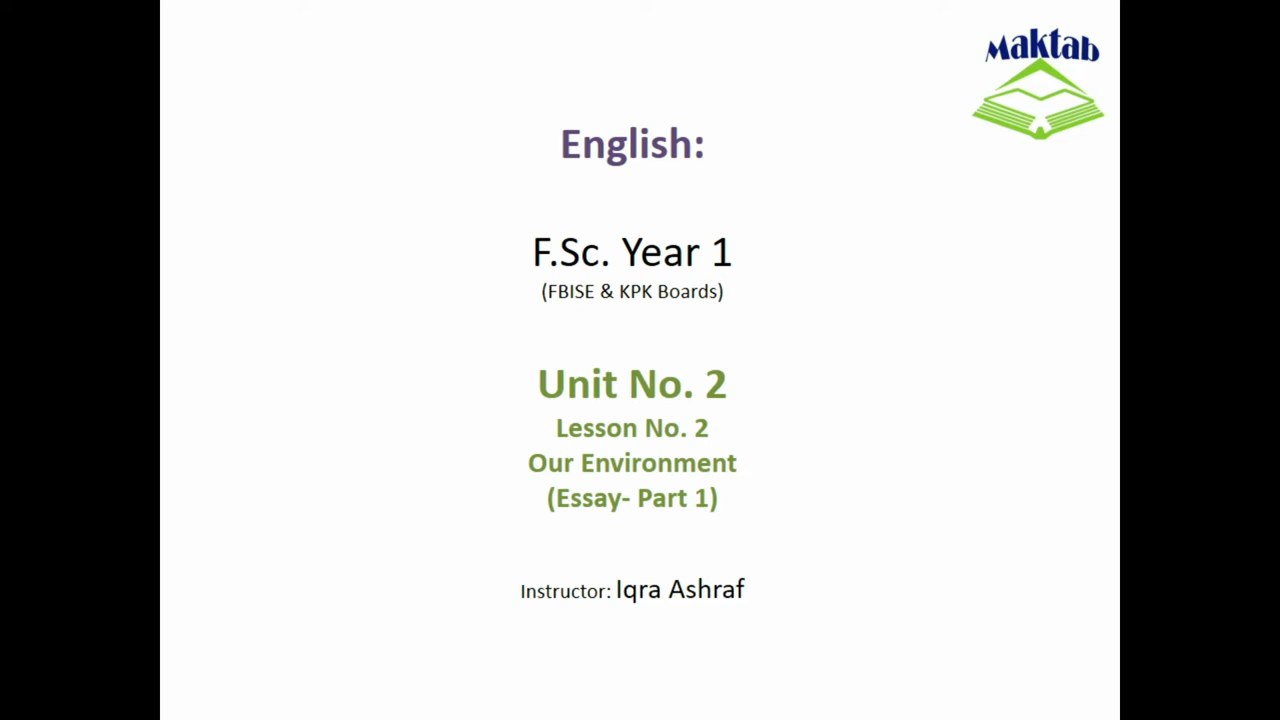 Maktab
English:
F.Sc. Year 1
(FBISE & KPK Boards)
Unit No. 2
Lesson No. 2
Our Environment
(Essay- Part 1)
Instructor: Iqra Ashraf